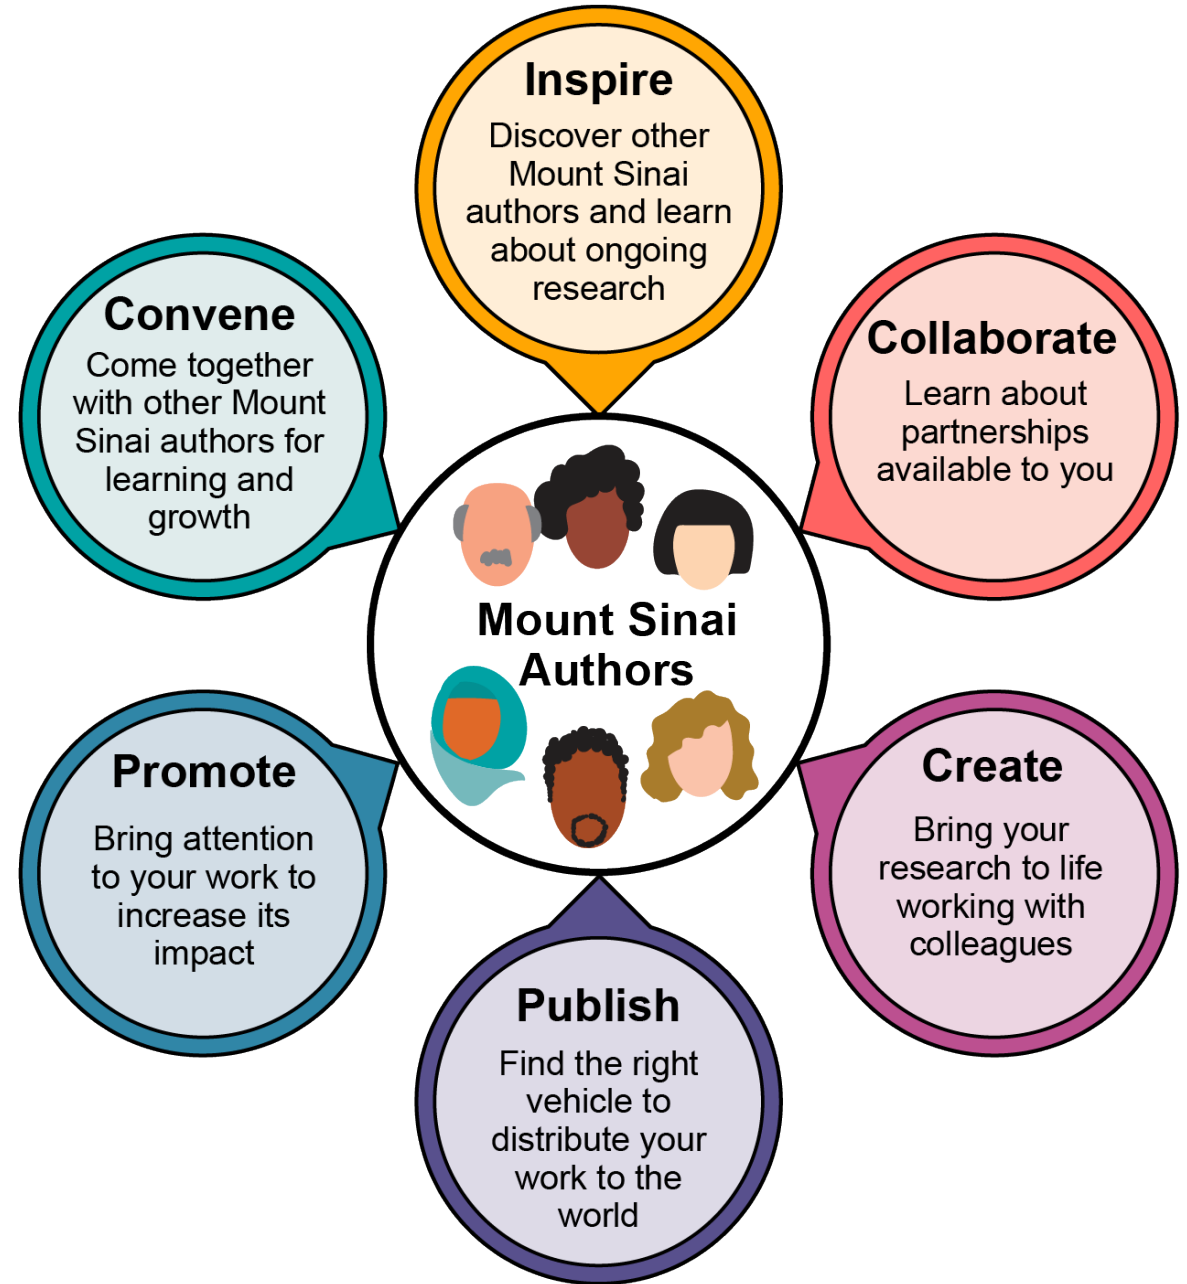 Inspire
Discover other
Mount Sinai
authors and learn
about ongoing
research
Collaborate
Learn about
partnerships
available to you
Create
Bring your
research to life
working with
colleagues
Publish
Find the right
vehicle to
distribute your
work to the
world
Promote
Bring attention
to your work to
increase its
impact
Convene
Come together
with other Mount
Sinai authors for
learning and
growth
Mount Sinai
Authors